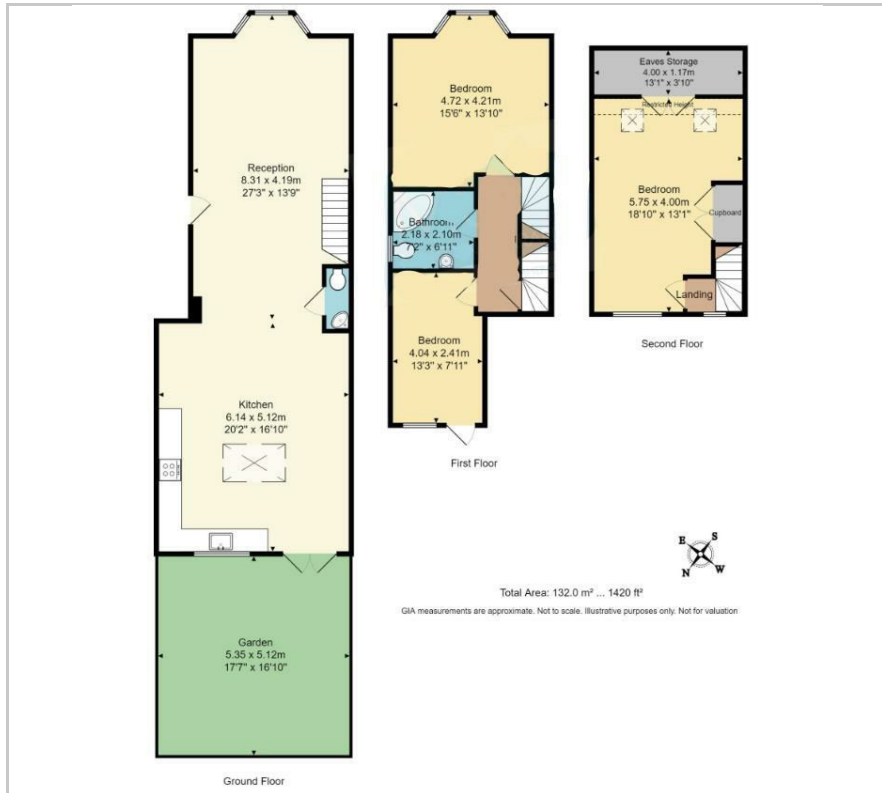 Reception
8.31 x 4.19m
27'3" x 13'9"
Kitchen
6.14 x 5.12m
20'2" x 16'10"
Garden
5.35 x 5.12m
17'7" x 16'10"
Ground Floor
Bedroom
4.72 x 4.21m
15'6" x 13'10"
Bathroom
2.18 x 2.10m
7'2" x 6'11"
Bedroom
4.04 x 2.41m
13'3" x 7'11"
First Floor
Eaves Storage
4.00 x 1.17m
13'1" x 3'10"
Restricted Height
Bedroom
5.75 x 4.00m
18'10" x 13'1"
Cupboard
Landing
Second Floor
E S
N W
Total Area: 132.0 m² ... 1420 ft²
GIA measurements are approximate. Not to scale. Illustrative purposes only. Not for valuation